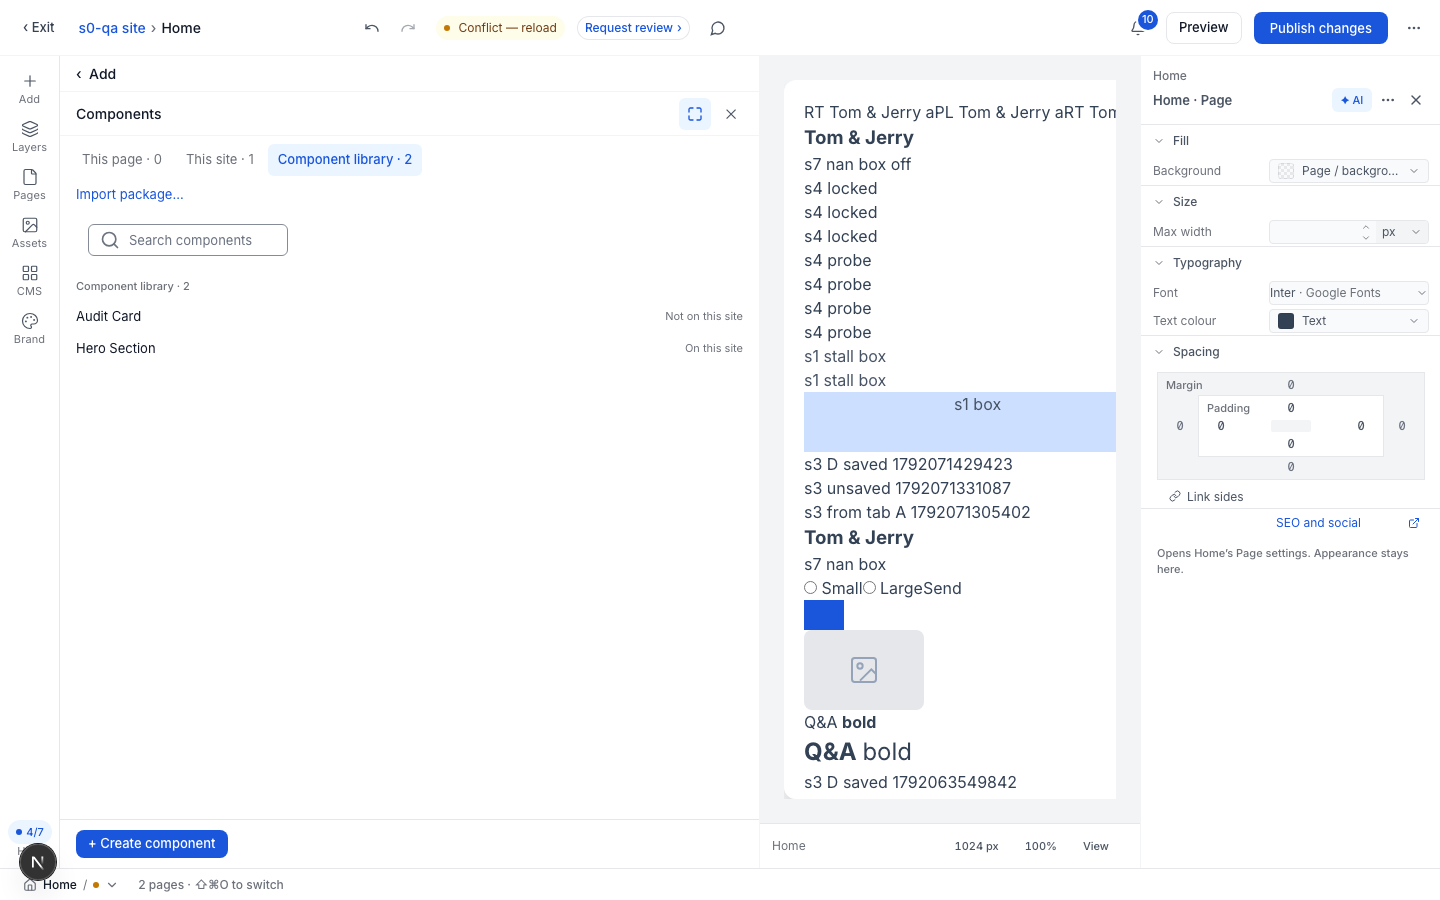 ‹ Exit
s0-qa site › Home
Conflict — reload
Request review ›
10
Preview
Publish changes
Add
Layers
Pages
Assets
CMS
Brand
4/7
N
‹ Add
Components
This page · 0
This site · 1
Component library · 2
Import package...
Search components
Component library · 2
Audit Card
Not on this site
Hero Section
On this site
+ Create component
RT Tom & Jerry aPL Tom & Jerry aRT Tom
Tom & Jerry
s7 nan box off
s4 locked
s4 locked
s4 locked
s4 probe
s4 probe
s4 probe
s4 probe
s1 stall box
s1 stall box
s1 box
s3 D saved 1792071429423
s3 unsaved 1792071331087
s3 from tab A 1792071305402
Tom & Jerry
s7 nan box
Small Large Send
Q&A bold
Q&A bold
s3 D saved 1792063549842
Home
1024 px
100%
View
Home
Home · Page
AI
Fill
Background
Page / backgro...
Size
Max width
px
Typography
Font
Inter · Google Fonts
Text colour
Text
Spacing
Margin
0
Padding
0
0
0
0
0
0
0
Link sides
SEO and social
Opens Home's Page settings. Appearance stays
here.
Home /
2 pages · ⇧⌘O to switch